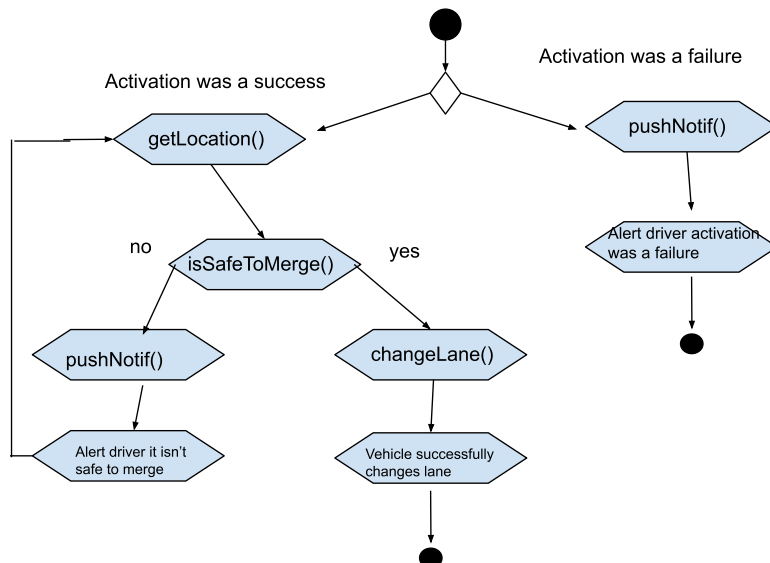 Activation was a success
Activation was a failure
getLocation()
pushNotif()
no
isSafeToMerge()
yes
Alert driver activation
was a failure
pushNotif()
changeLane()
Alert driver it isn't
safe to merge
Vehicle successfully
changes lane